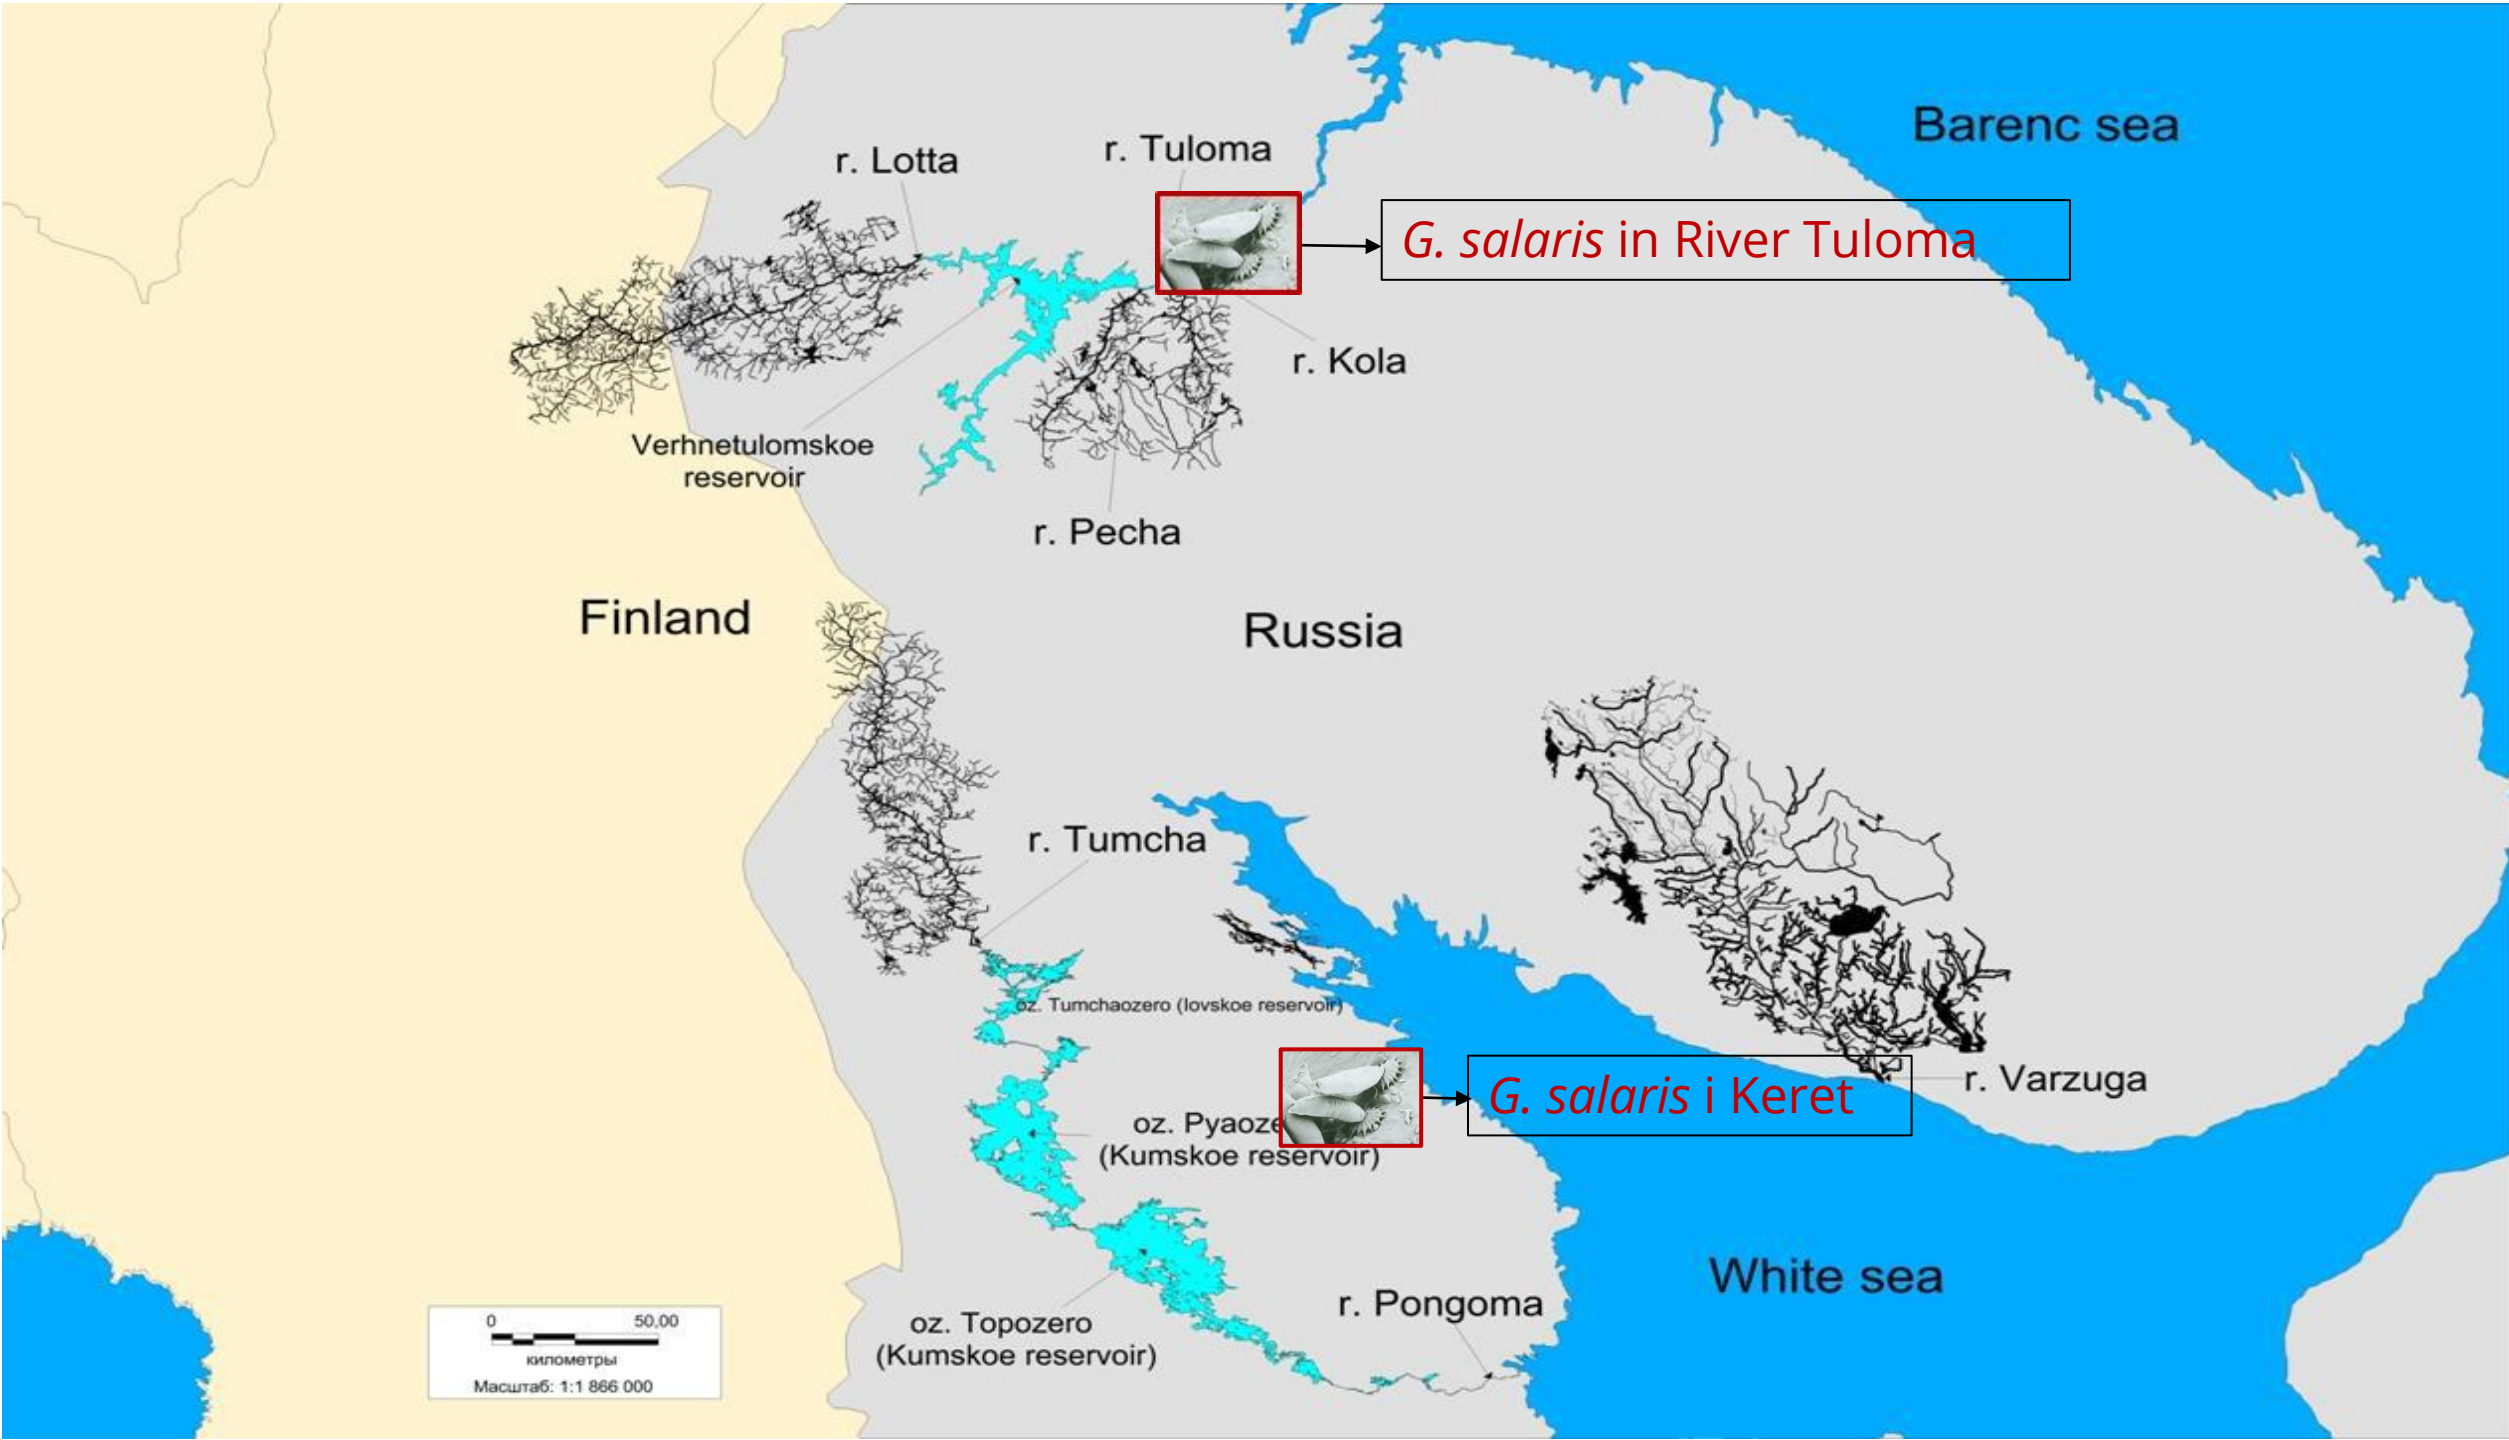 Barenc sea
r. Tuloma
r. Lotta
G. salaris in River Tuloma
r. Kola
Verhnetulomskoe
reservoir
r. Pecha
Finland
Russia
r. Tumcha
oz. Tumchaozero (Iovskoe reservoir)
G. salaris i Keret
r. Varzuga
oz. Pyaoze
(Kumskoe reservoir)
White sea
r. Pongoma
oz. Topozero
(Kumskoe reservoir)
0 50,00
километры
Масштаб: 1:1 866 000